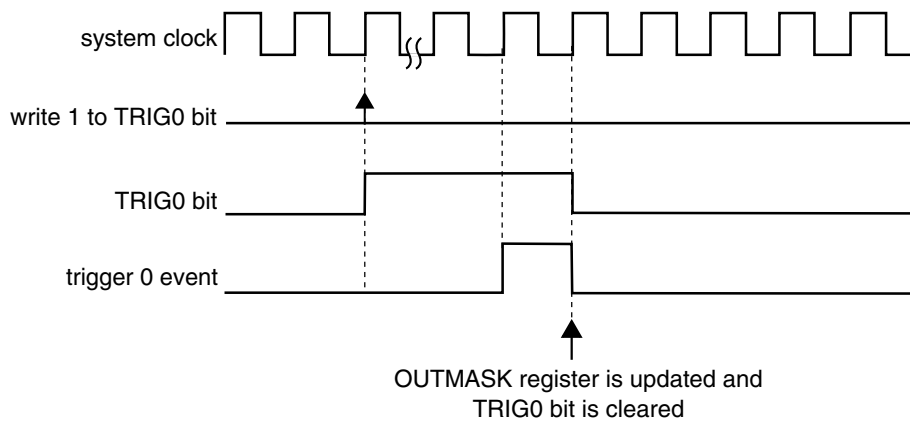 system clock
write 1 to TRIG0 bit
TRIG0 bit
trigger 0 event
OUTMASK register is updated and
TRIG0 bit is cleared